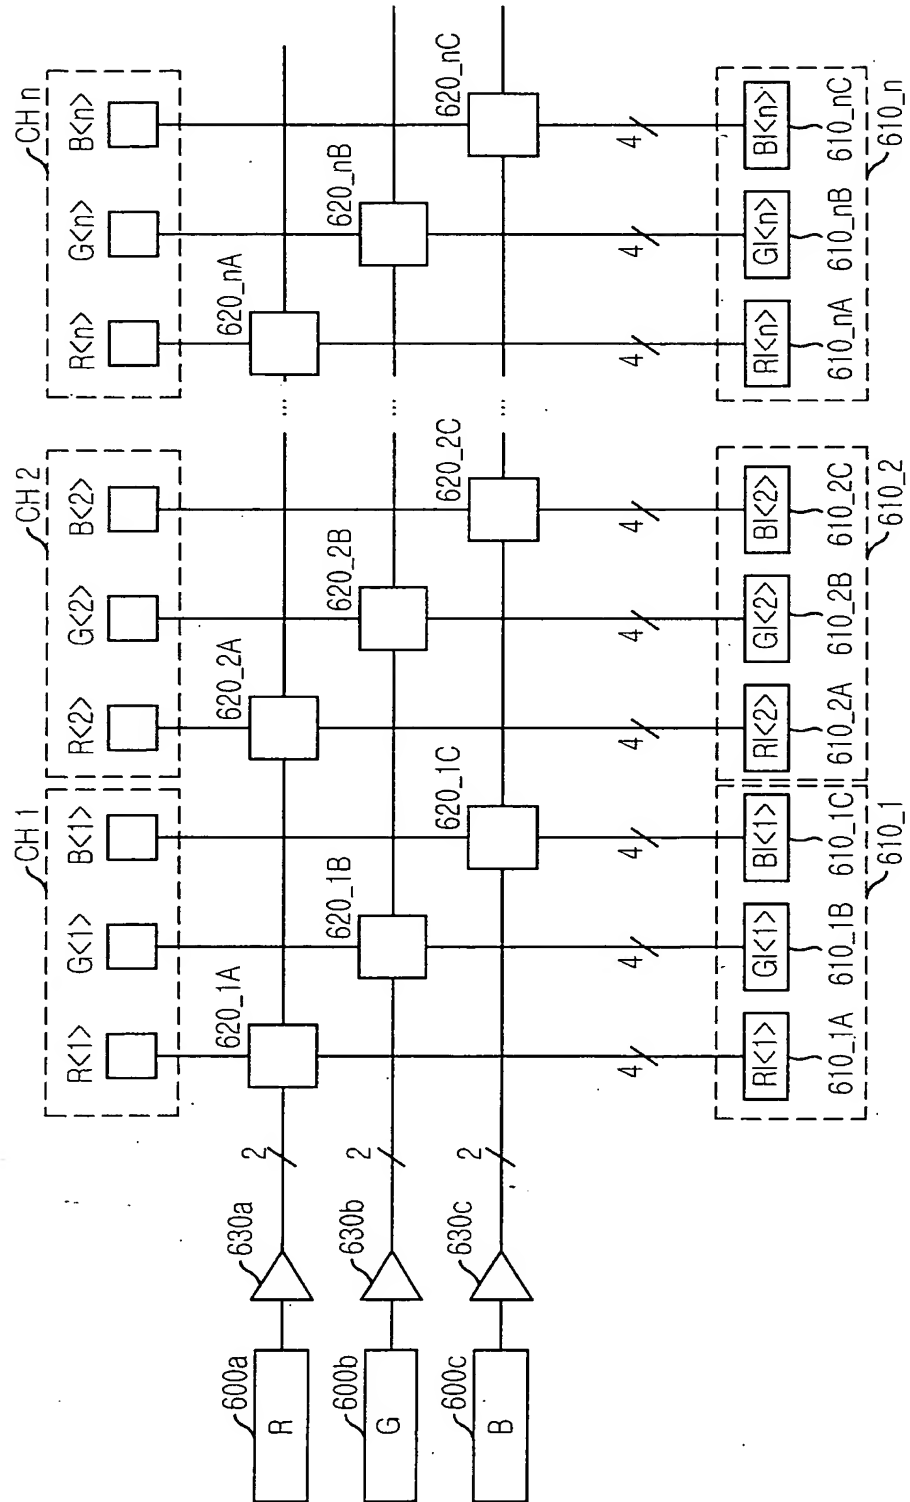 CH 1
CH 2
CH n
R<1>
G<1>
B<1>
R<2>
G<2>
B<2>
R<n>
G<n>
B<n>
600a
R
630a
2
620_1A
620_2A
...
620_nA
600b
G
630b
2
620_1B
620_2B
...
620_nB
600c
B
630c
2
620_1C
620_2C
...
620_nC
4
4
4
4
4
4
4
4
4
RI<1>
GI<1>
BI<1>
RI<2>
GI<2>
BI<2>
RI<n>
GI<n>
BI<n>
610_1A
610_1B
610_1C
610_2A
610_2B
610_2C
610_nA
610_nB
610_nC
610_1
610_2
610_n